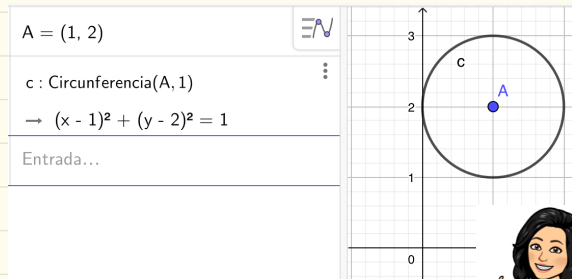 A = (1, 2)
c : Circunferencia(A, 1)
→ (x - 1)² + (y - 2)² = 1
Entrada...
3
c
A
2
1
0